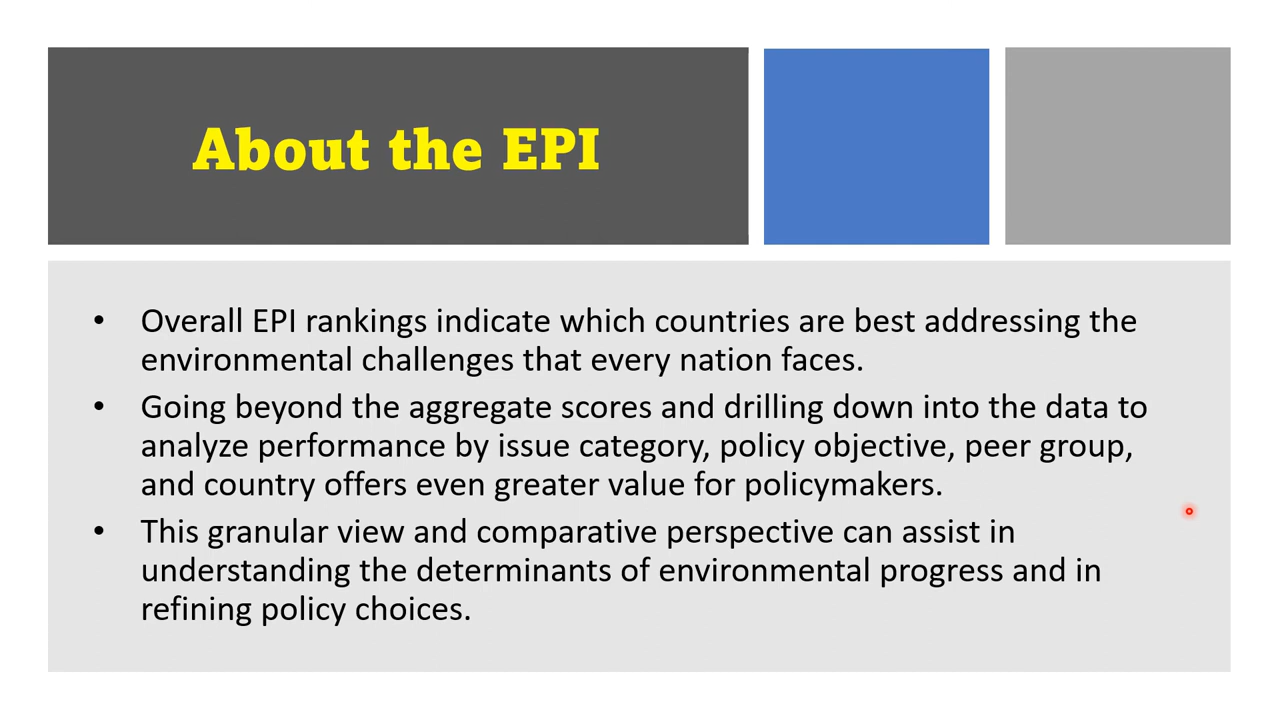 About the EPI
• Overall EPI rankings indicate which countries are best addressing the
environmental challenges that every nation faces.
• Going beyond the aggregate scores and drilling down into the data to
analyze performance by issue category, policy objective, peer group,
and country offers even greater value for policymakers.
• This granular view and comparative perspective can assist in
understanding the determinants of environmental progress and in
refining policy choices.